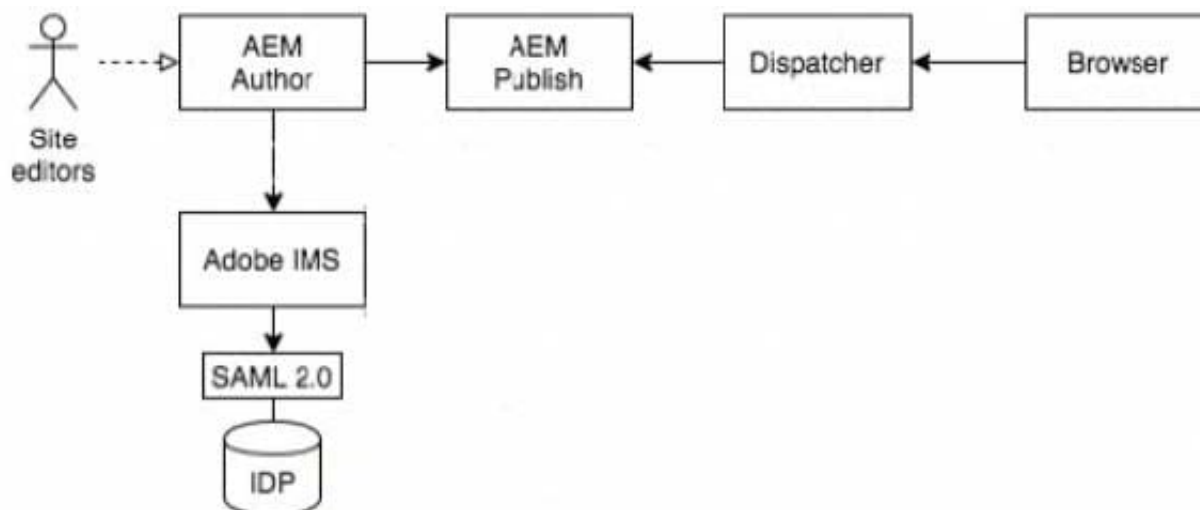 AEM
Author
AEM
Publish
Dispatcher
Browser
Site
editors
Adobe IMS
SAML 2.0
IDP